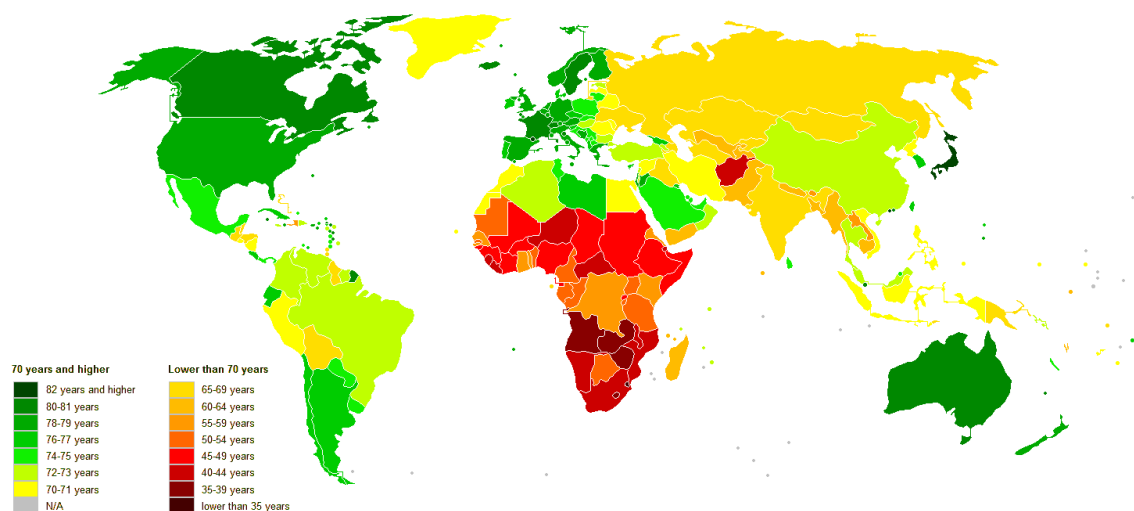 70 years and higher
82 years and higher
80-81 years
78-79 years
76-77 years
74-75 years
72-73 years
70-71 years
N/A
Lower than 70 years
65-69 years
60-64 years
55-59 years
50-54 years
45-49 years
40-44 years
35-39 years
lower than 35 years